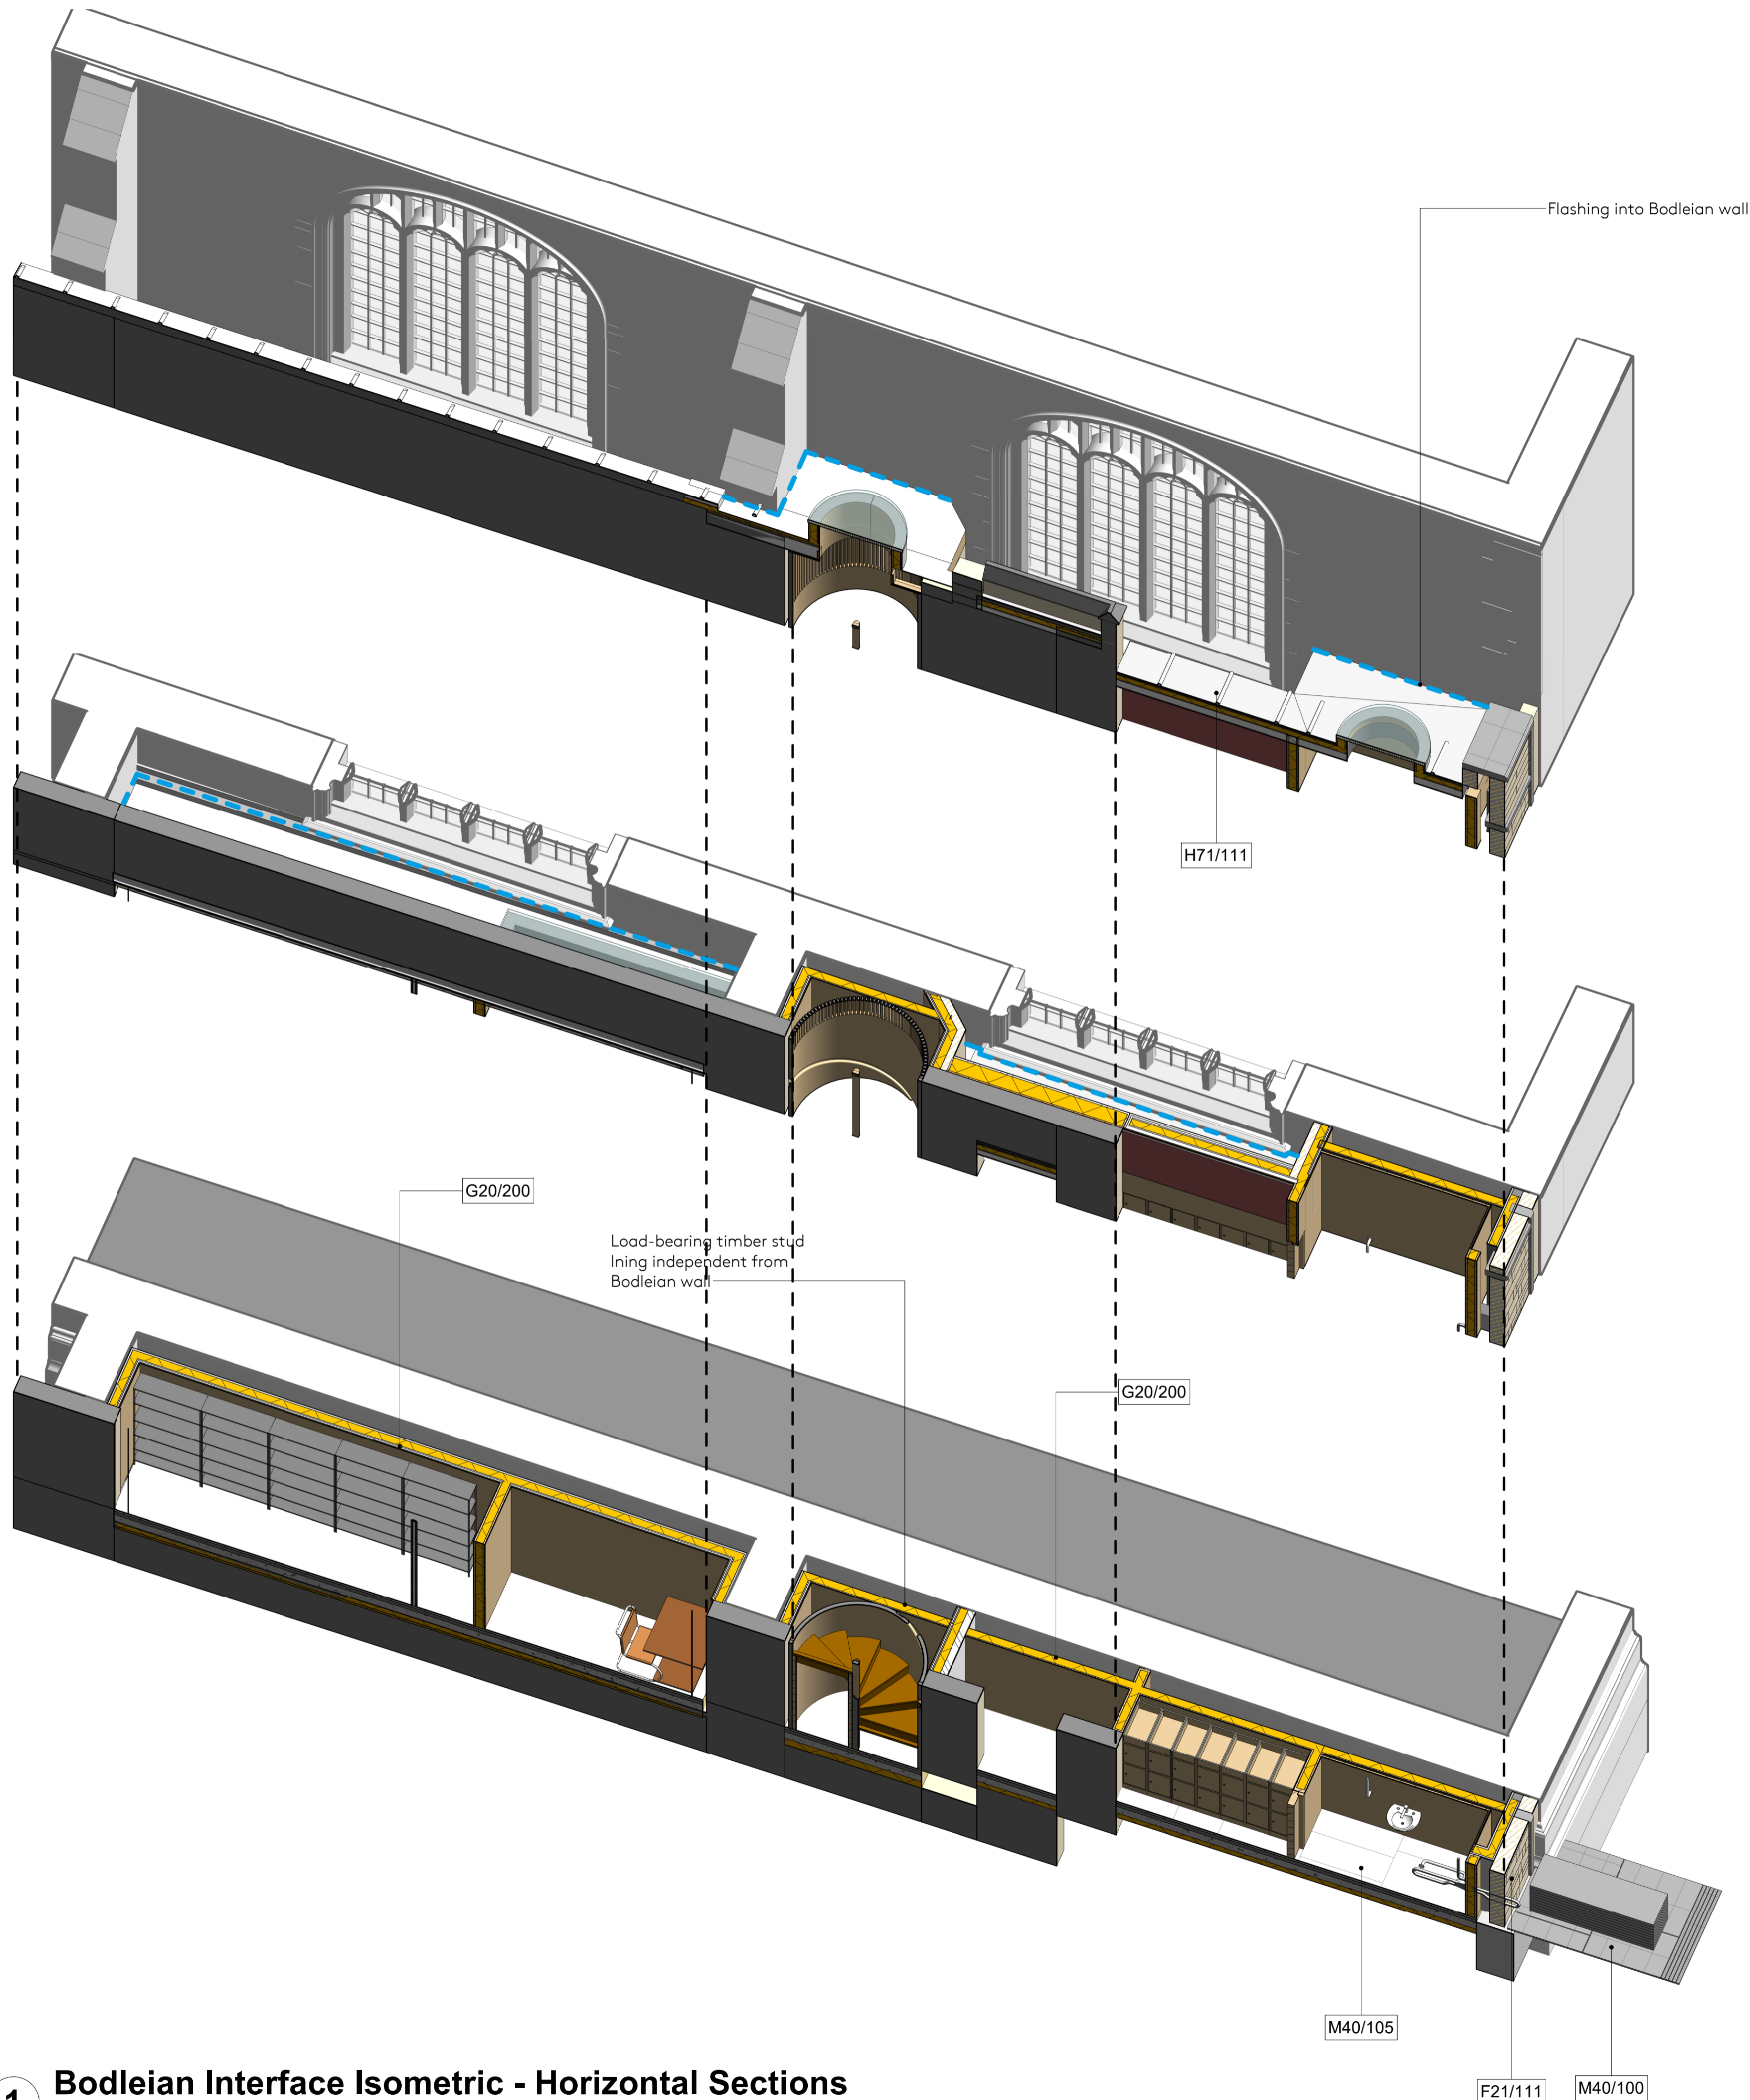 Flashing into Bodleian wall
H71/111
G20/200
Load-bearing timber stud
lning independent from
Bodleian wall
G20/200
M40/105
F21/111
M40/100
1
Bodleian Interface Isometric - Horizontal Sections